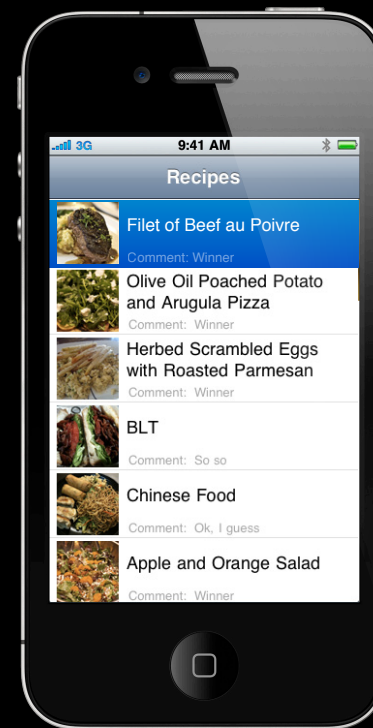 3G 9:41 AM
Recipes
Filet of Beef au Poivre
Comment: Winner
Olive Oil Poached Potato
and Arugula Pizza
Comment: Winner
Herbed Scrambled Eggs
with Roasted Parmesan
Comment: Winner
BLT
Comment: So so
Chinese Food
Comment: Ok, I guess
Apple and Orange Salad
Comment: Winner